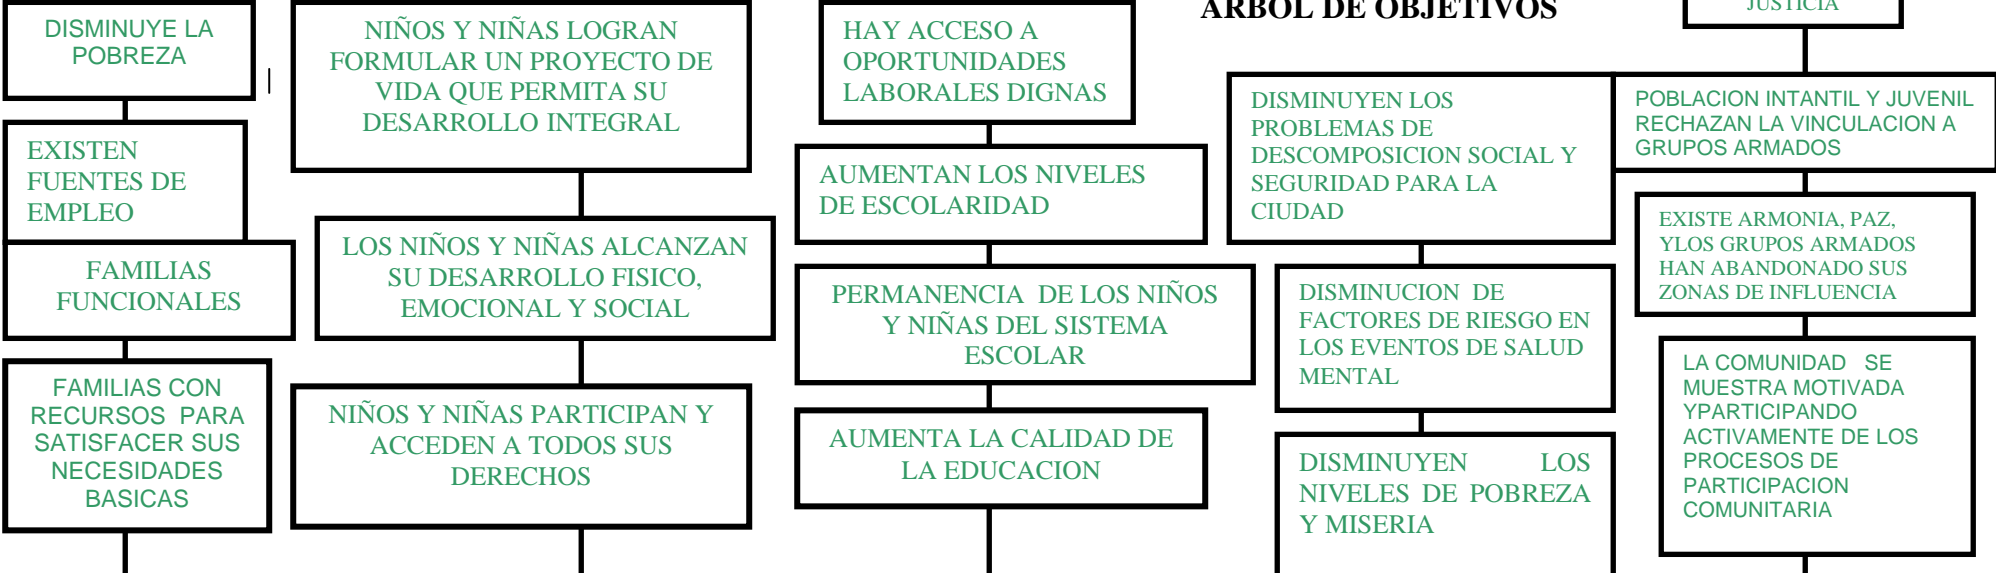 ARBOL DE OBJETIVOS
DISMINUYE LA
POBREZA
EXISTEN
FUENTES DE
EMPLEO
FAMILIAS
FUNCIONALES
FAMILIAS CON
RECURSOS PARA
SATISFACER SUS
NECESIDADES
BASICAS
NIÑOS Y NIÑAS LOGRAN
FORMULAR UN PROYECTO DE
VIDA QUE PERMITA SU
DESARROLLO INTEGRAL
LOS NIÑOS Y NIÑAS ALCANZAN
SU DESARROLLO FISICO,
EMOCIONAL Y SOCIAL
NIÑOS Y NIÑAS PARTICIPAN Y
ACCEDEN A TODOS SUS
DERECHOS
HAY ACCESO A
OPORTUNIDADES
LABORALES DIGNAS
AUMENTAN LOS NIVELES
DE ESCOLARIDAD
PERMANENCIA DE LOS NIÑOS
Y NIÑAS DEL SISTEMA
ESCOLAR
AUMENTA LA CALIDAD DE
LA EDUCACION
DISMINUYEN LOS
PROBLEMAS DE
DESCOMPOSICION SOCIAL Y
SEGURIDAD PARA LA
CIUDAD
DISMINUCION DE
FACTORES DE RIESGO EN
LOS EVENTOS DE SALUD
MENTAL
DISMINUYEN LOS
NIVELES DE POBREZA
Y MISERIA
JUSTICIA
POBLACION INTANTIL Y JUVENIL
RECHAZAN LA VINCULACION A
GRUPOS ARMADOS
EXISTE ARMONIA, PAZ,
YLOS GRUPOS ARMADOS
HAN ABANDONADO SUS
ZONAS DE INFLUENCIA
LA COMUNIDAD SE
MUESTRA MOTIVADA
YPARTICIPANDO
ACTIVAMENTE DE LOS
PROCESOS DE
PARTICIPACION
COMUNITARIA